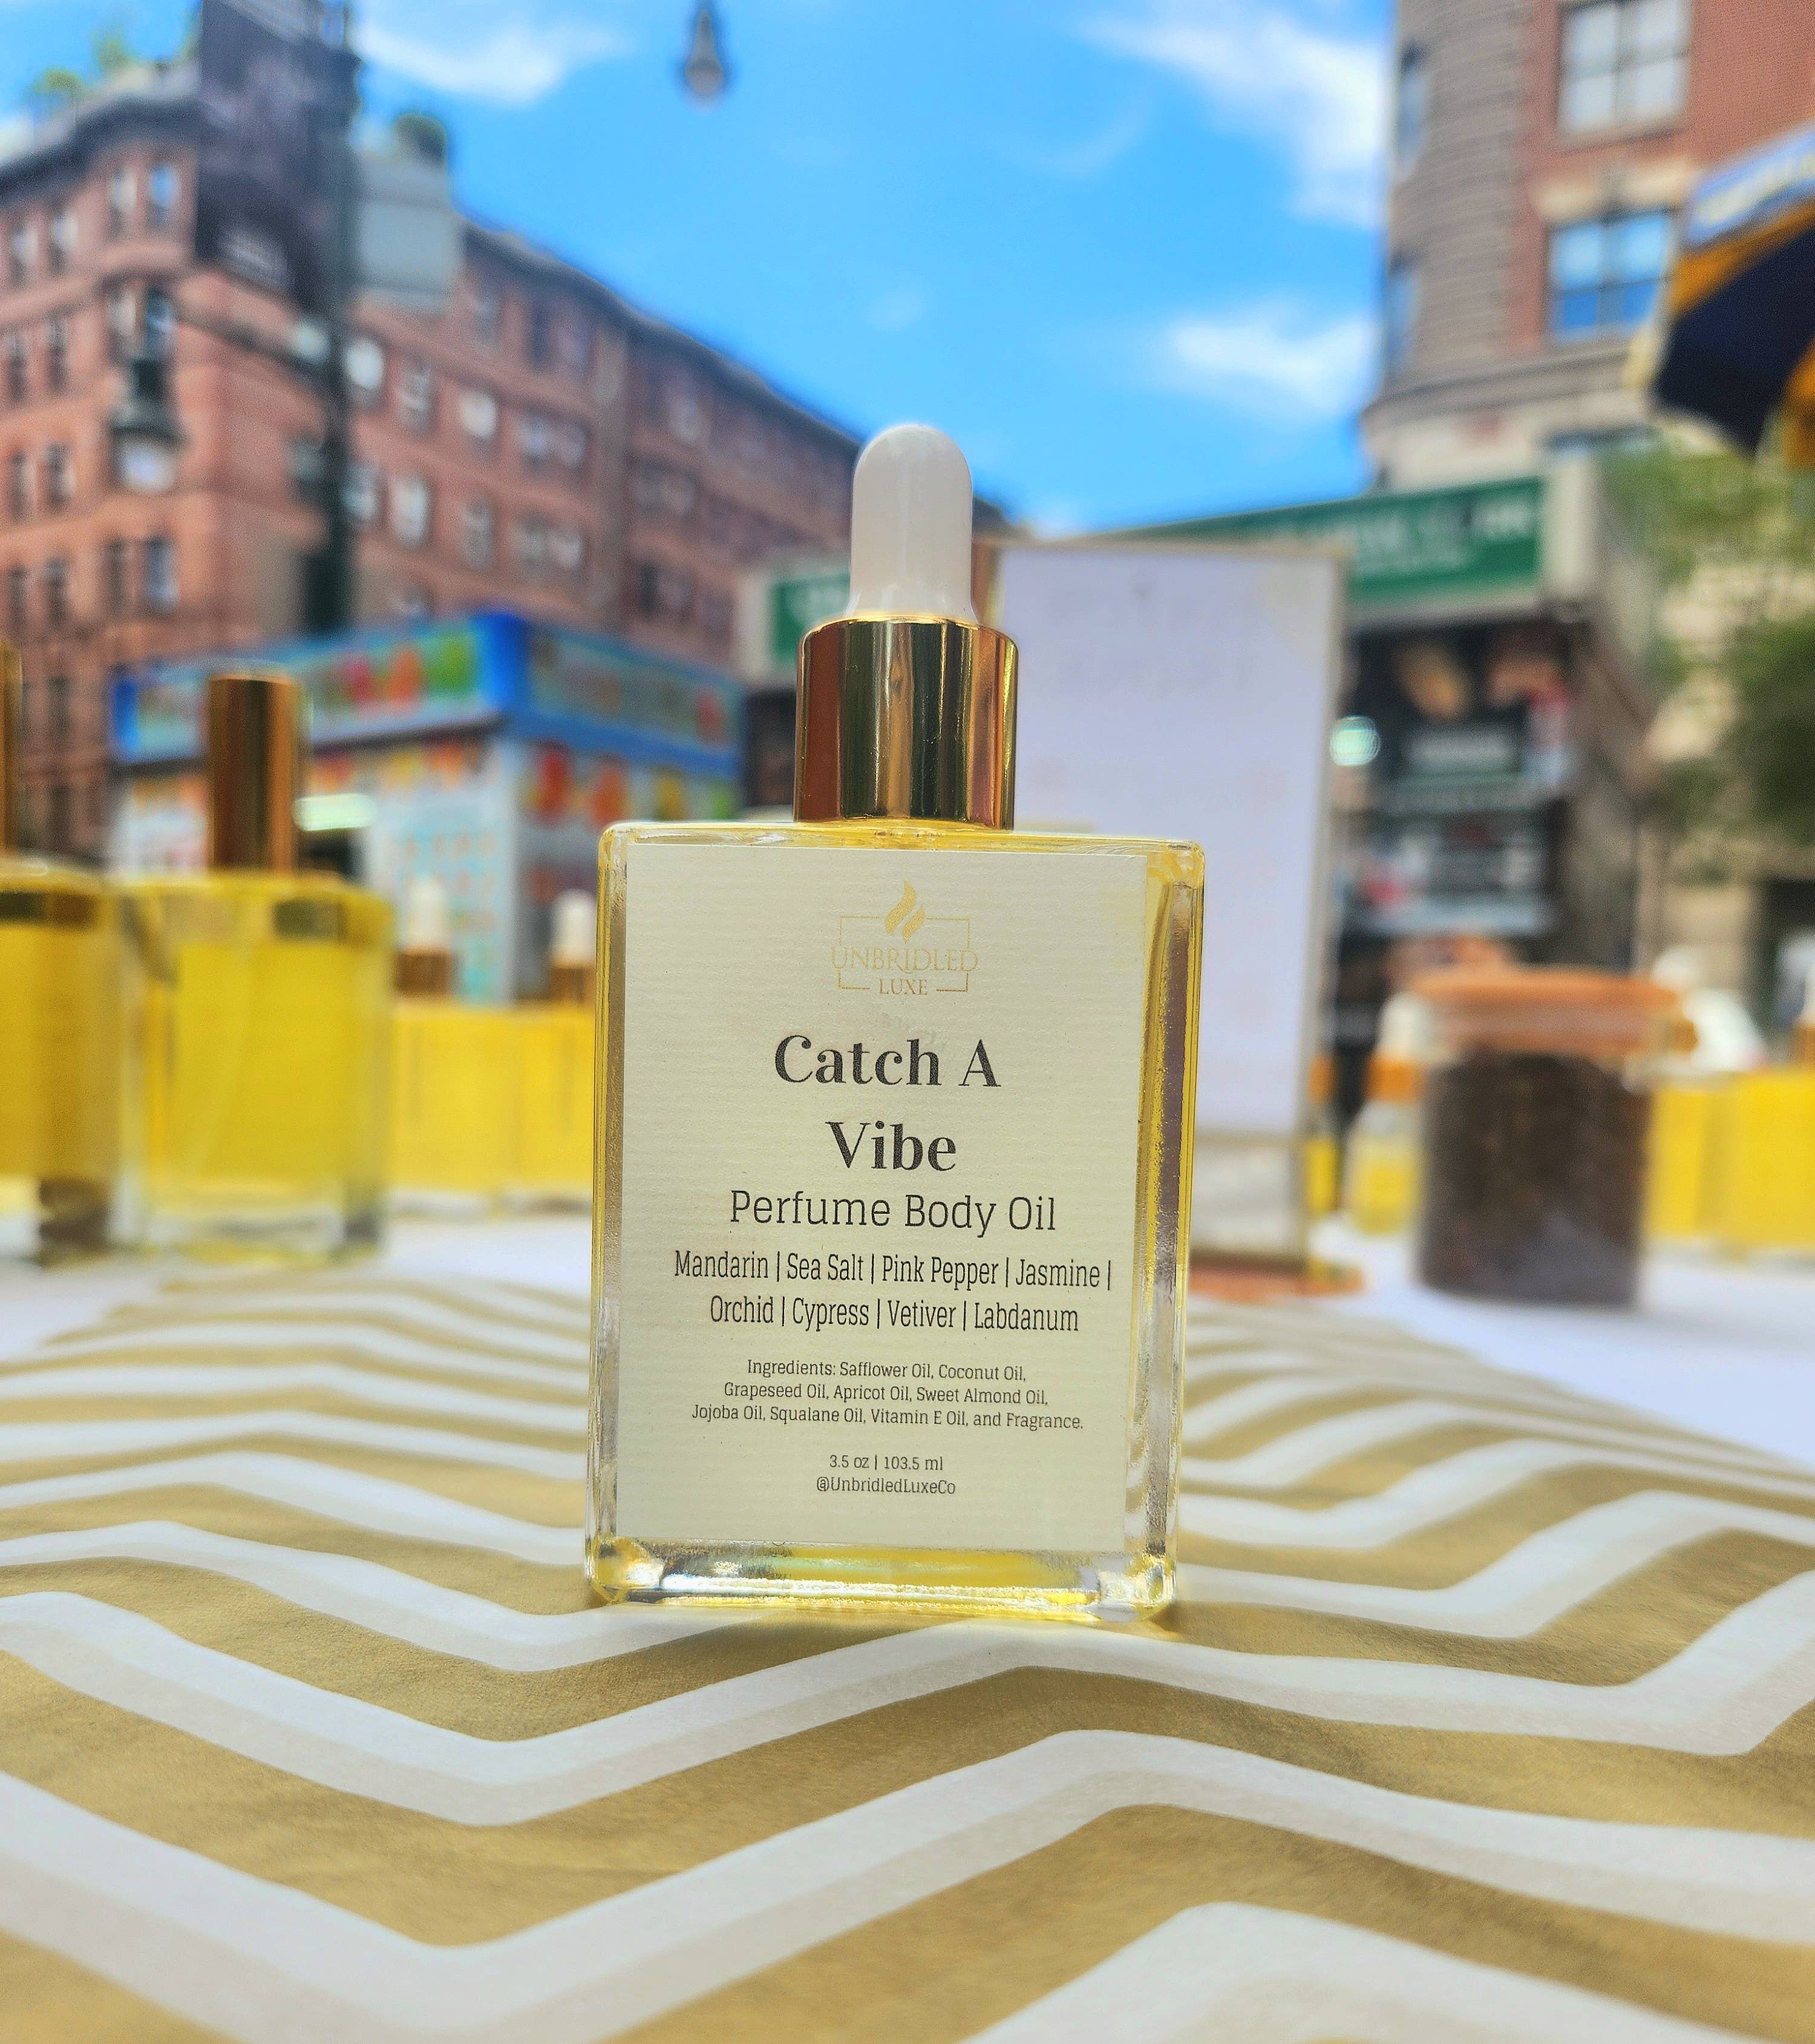 UNBRIDLED
LUXE
Catch A
Vibe
Perfume Body Oil
Mandarin | Sea Salt | Pink Pepper | Jasmine |
Orchid | Cypress | Vetiver | Labdanum
Ingredients: Safflower Oil, Coconut Oil,
Grapeseed Oil, Apricot Oil, Sweet Almond Oil,
Jojoba Oil, Squalane Oil, Vitamin E Oil, and Fragrance.
3.5 oz | 103.5 ml
@UnbridledLuxeCo